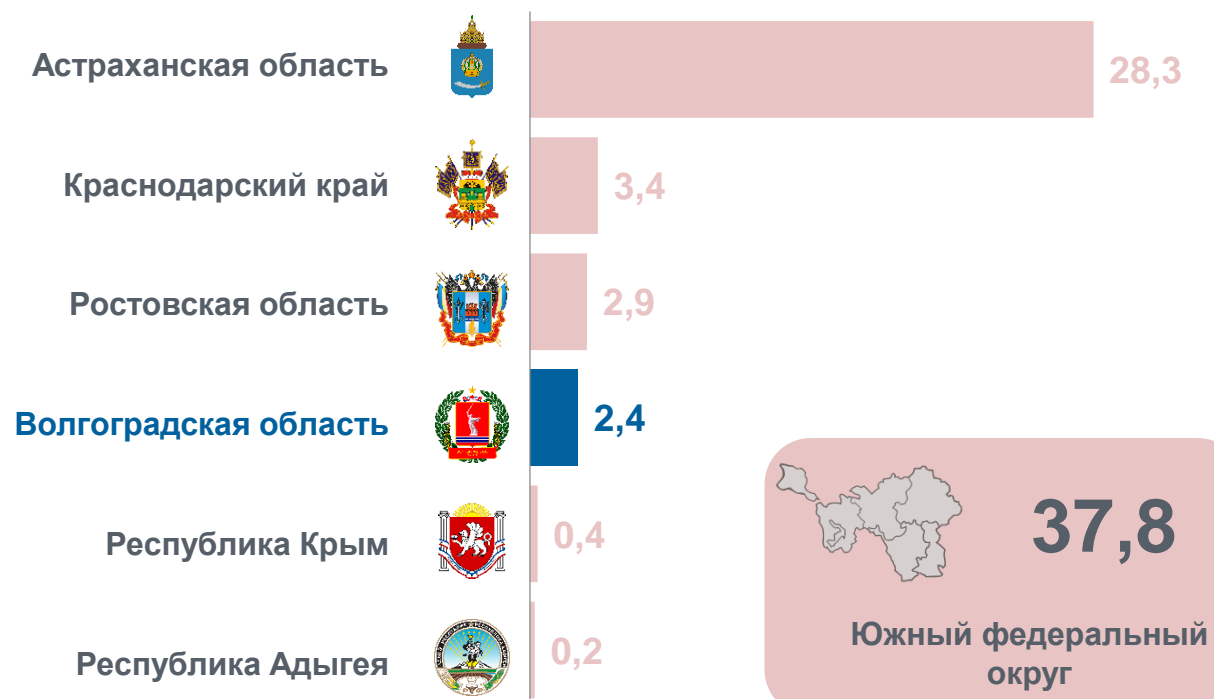 Астраханская область
28,3
Краснодарский край
3,4
Ростовская область
2,9
Волгоградская область
2,4
Республика Крым
0,4
Республика Адыгея
0,2
37,8
Южный федеральный
округ